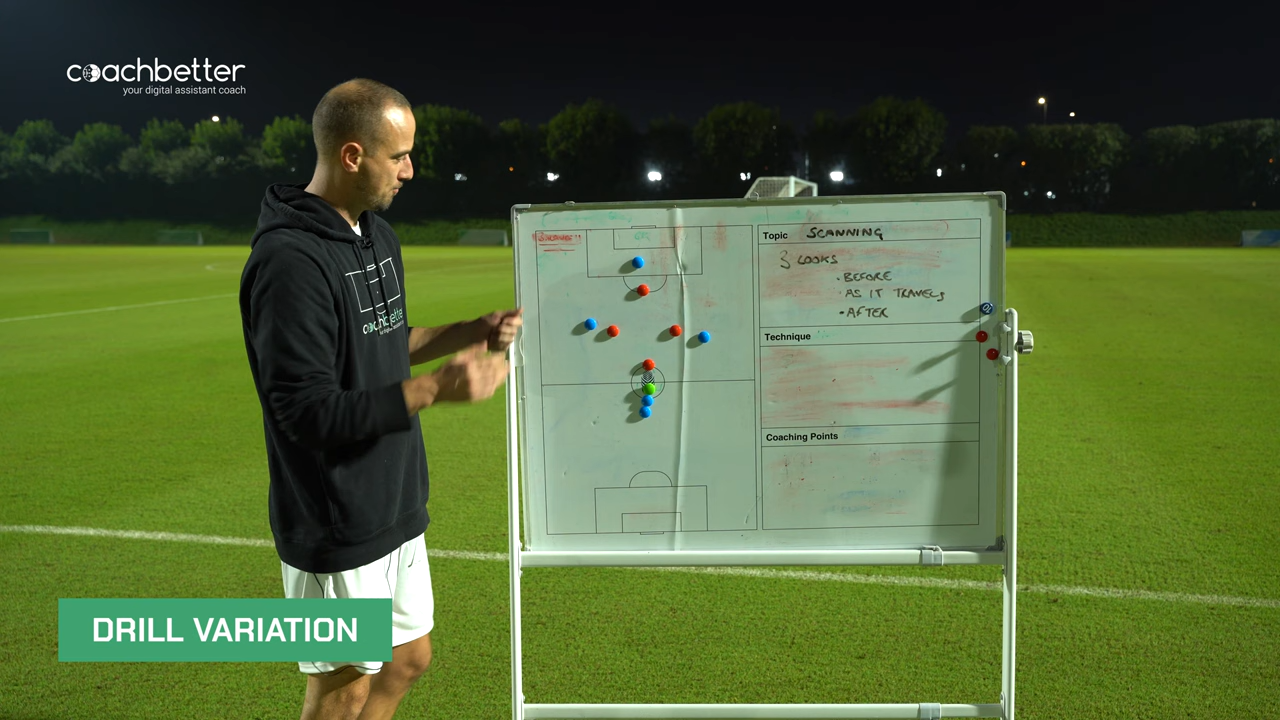 coachbetter
your digital assistant coach
coachbetter
Topic SCANNING
3 LOOKS
• BEFORE
• AS IT TRAVELS
• AFTER
Technique
Coaching Points
DRILL VARIATION